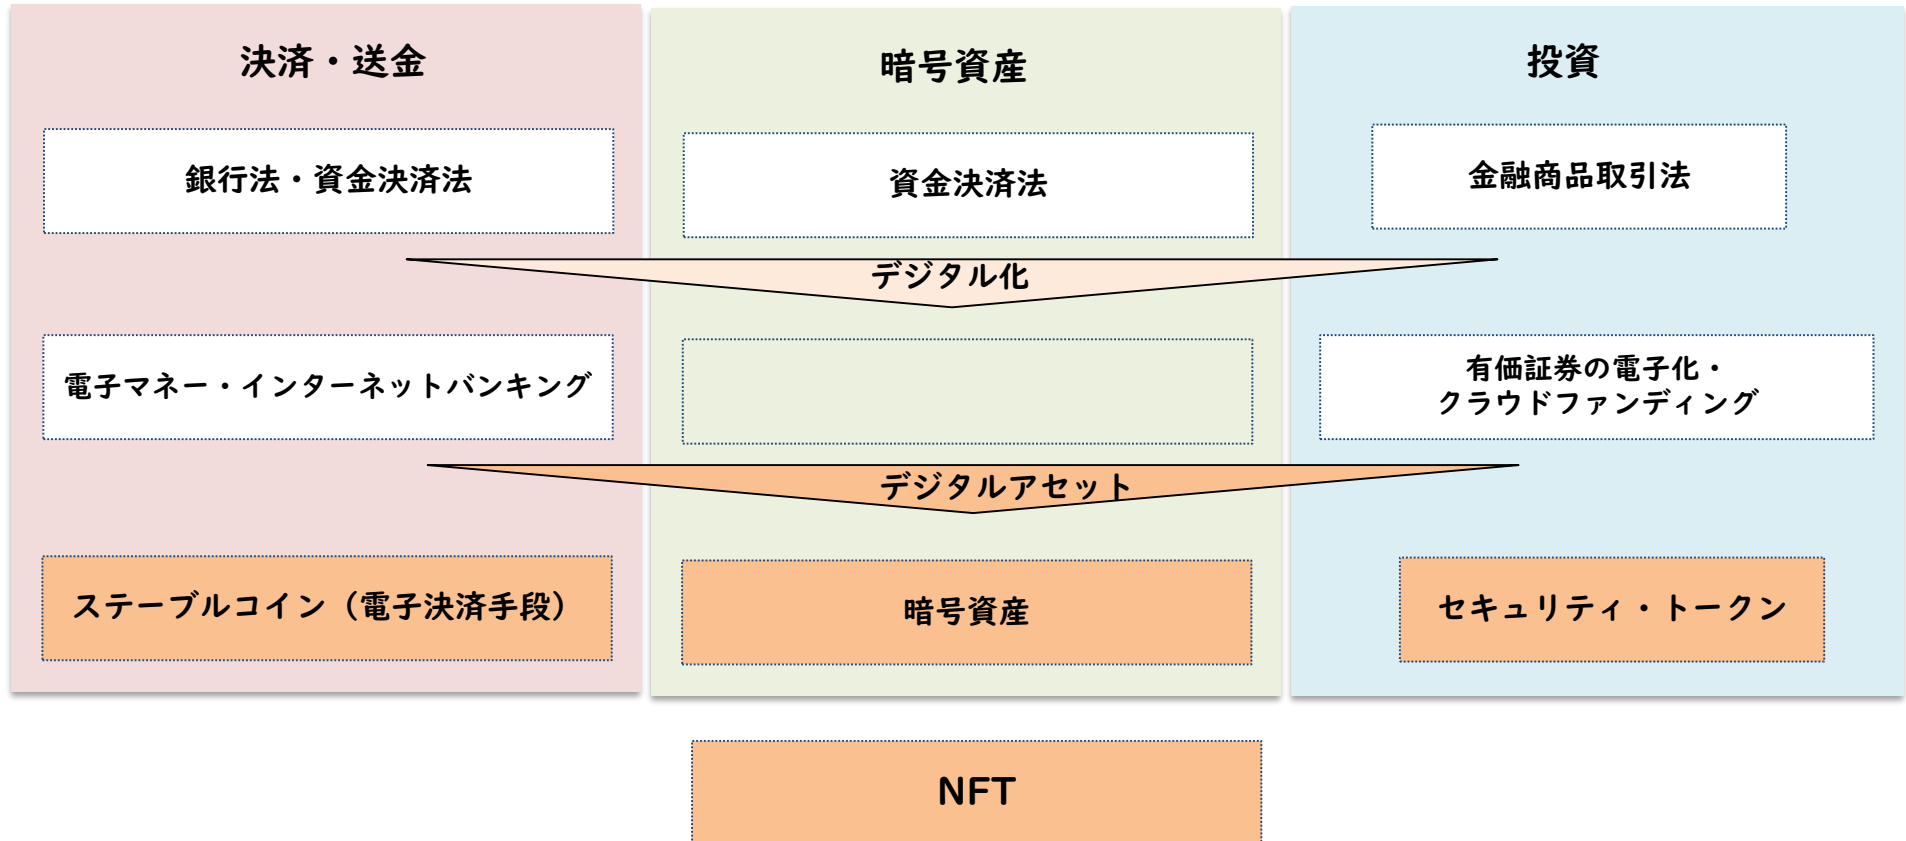 決済・送金
暗号資産
投資
銀行法・資金決済法
資金決済法
金融商品取引法
デジタル化
電子マネー・インターネットバンキング
有価証券の電子化・
クラウドファンディング
デジタルアセット
ステーブルコイン（電子決済手段）
暗号資産
セキュリティ・トークン
NFT